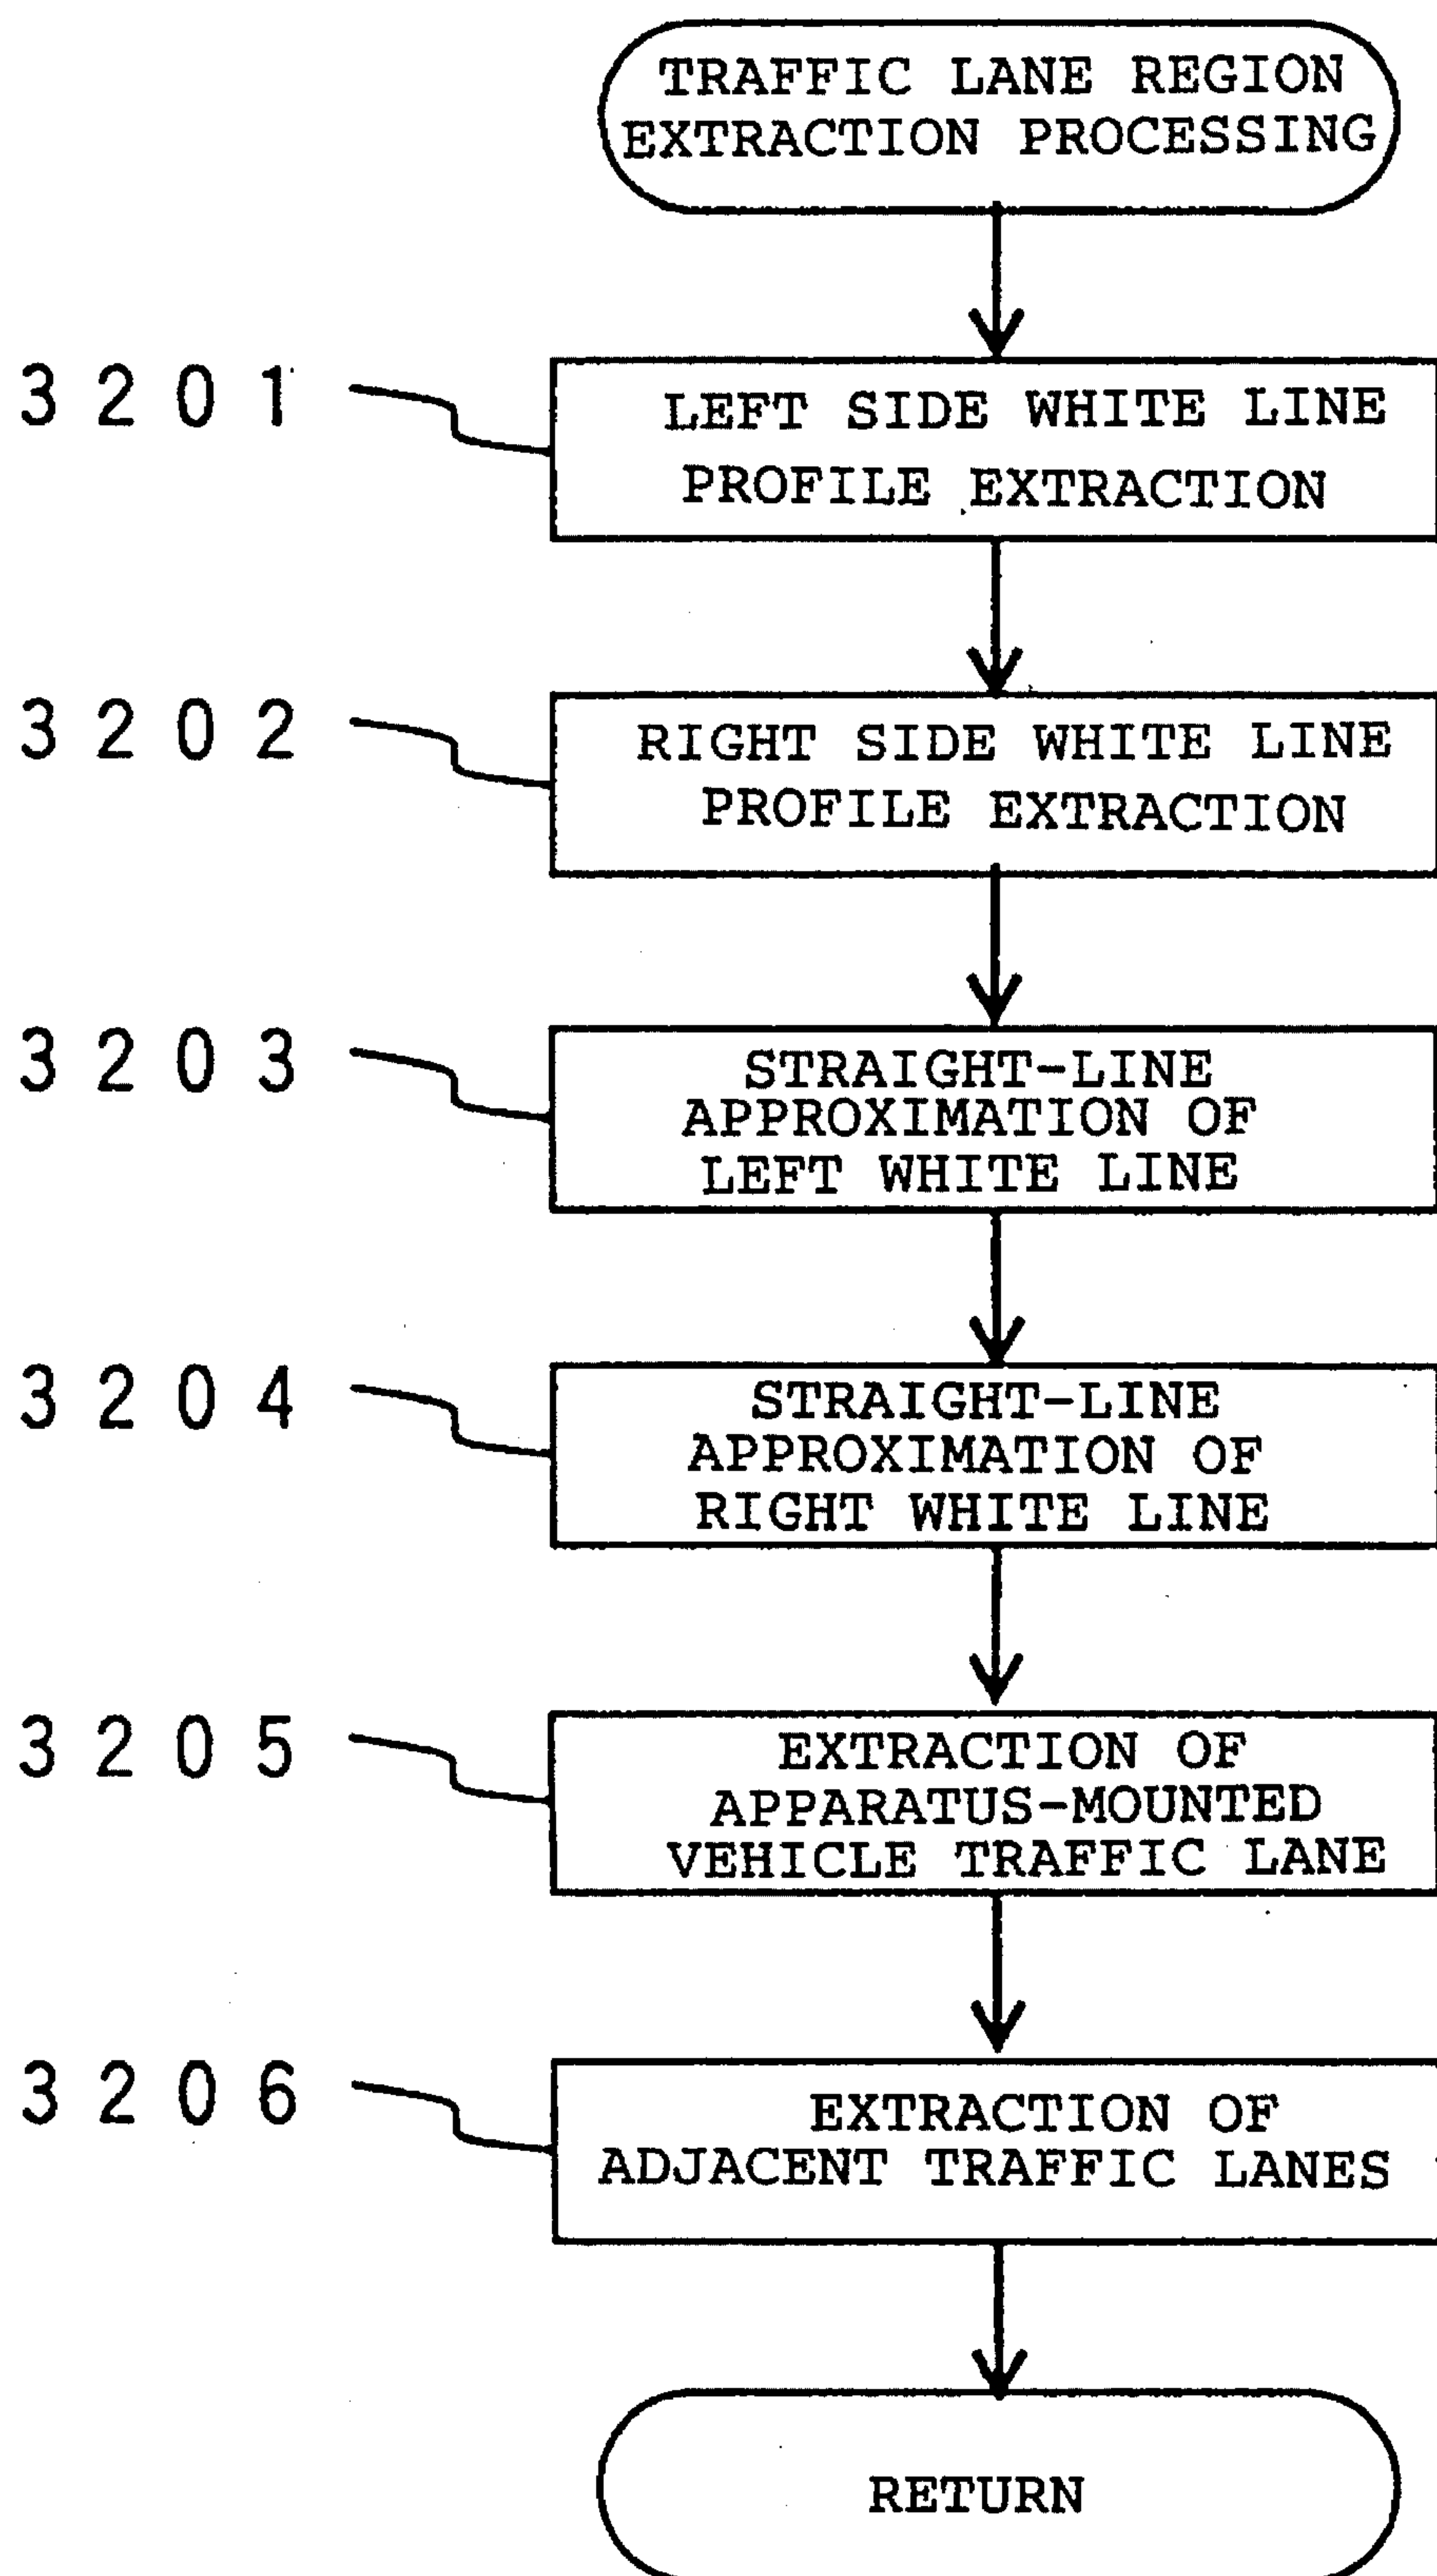 TRAFFIC LANE REGION
EXTRACTION PROCESSING
3201
LEFT SIDE WHITE LINE
PROFILE EXTRACTION
3202
RIGHT SIDE WHITE LINE
PROFILE EXTRACTION
3203
STRAIGHT-LINE
APPROXIMATION OF
LEFT WHITE LINE
3204
STRAIGHT-LINE
APPROXIMATION OF
RIGHT WHITE LINE
3205
EXTRACTION OF
APPARATUS-MOUNTED
VEHICLE TRAFFIC LANE
3206
EXTRACTION OF
ADJACENT TRAFFIC LANES
RETURN